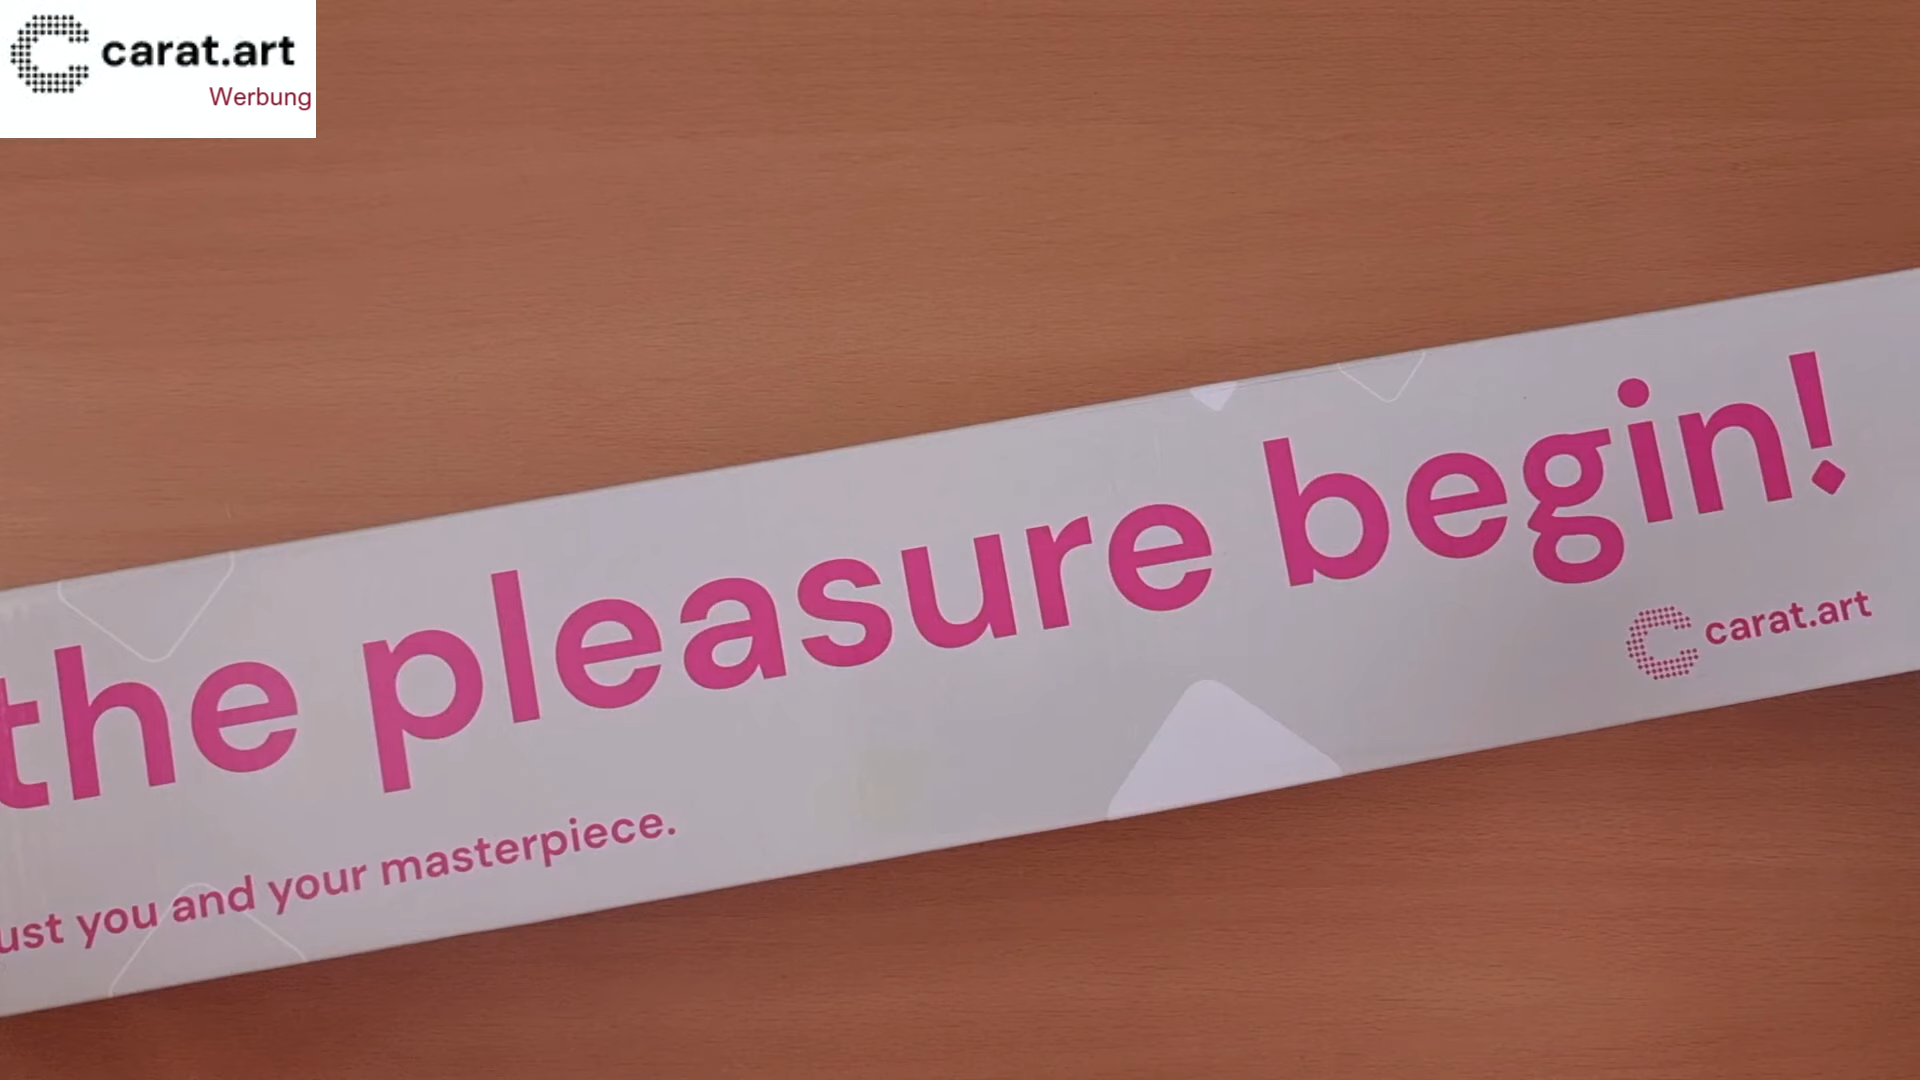 carat.art
Werbung
the pleasure begin!
carat.art
ust you and your masterpiece.